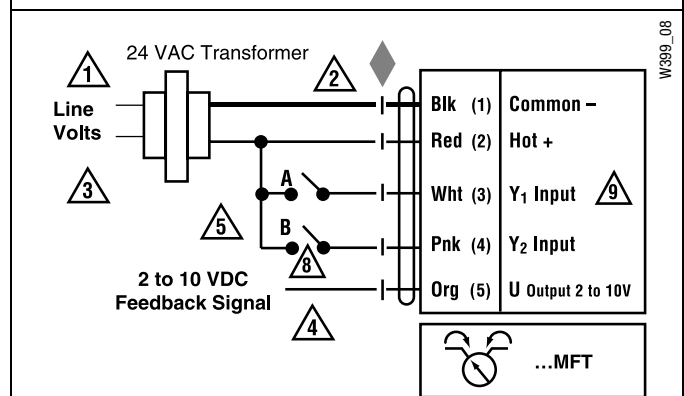 W399_08
24 VAC Transformer
1
2
Line
Volts
3
Blk (1) Common –
Red (2) Hot +
A
Wht (3) Y₁ Input 9
5
B
8
Pnk (4) Y₂ Input
2 to 10 VDC
Feedback Signal
4
Org (5) U Output 2 to 10V
...MFT